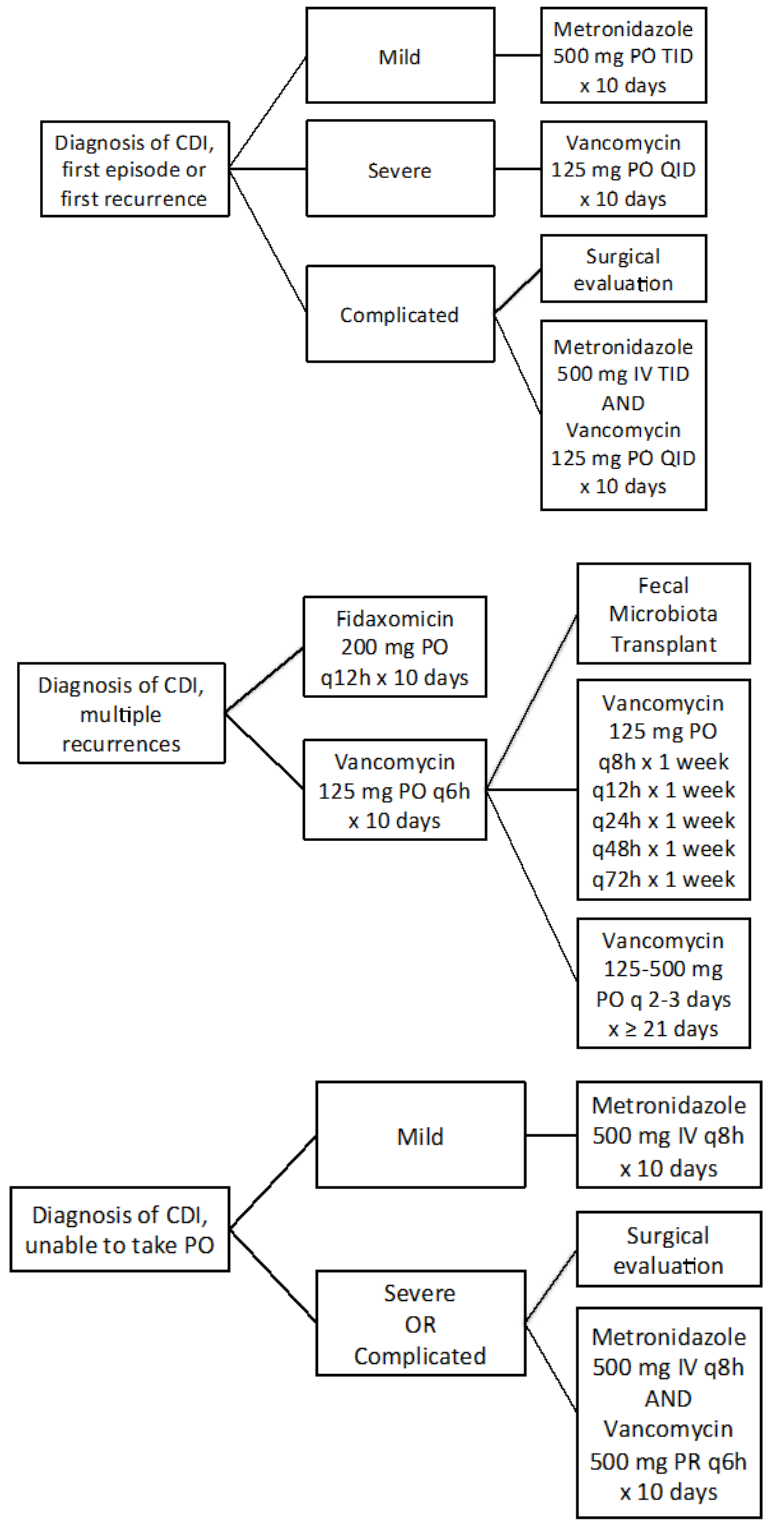 Diagnosis of CDI,
first episode or
first recurrence
Mild
Metronidazole
500 mg PO TID
x 10 days
Severe
Vancomycin
125 mg PO QID
x 10 days
Complicated
Surgical
evaluation
Metronidazole
500 mg IV TID
AND
Vancomycin
125 mg PO QID
x 10 days
Diagnosis of CDI,
multiple
recurrences
Fidaxomicin
200 mg PO
q12h x 10 days
Vancomycin
125 mg PO q6h
x 10 days
Fecal
Microbiota
Transplant
Vancomycin
125 mg PO
q8h x 1 week
q12h x 1 week
q24h x 1 week
q48h x 1 week
q72h x 1 week
Vancomycin
125-500 mg
PO q 2-3 days
x ≥ 21 days
Diagnosis of CDI,
unable to take PO
Mild
Metronidazole
500 mg IV q8h
x 10 days
Severe
OR
Complicated
Surgical
evaluation
Metronidazole
500 mg IV q8h
AND
Vancomycin
500 mg PR q6h
x 10 days